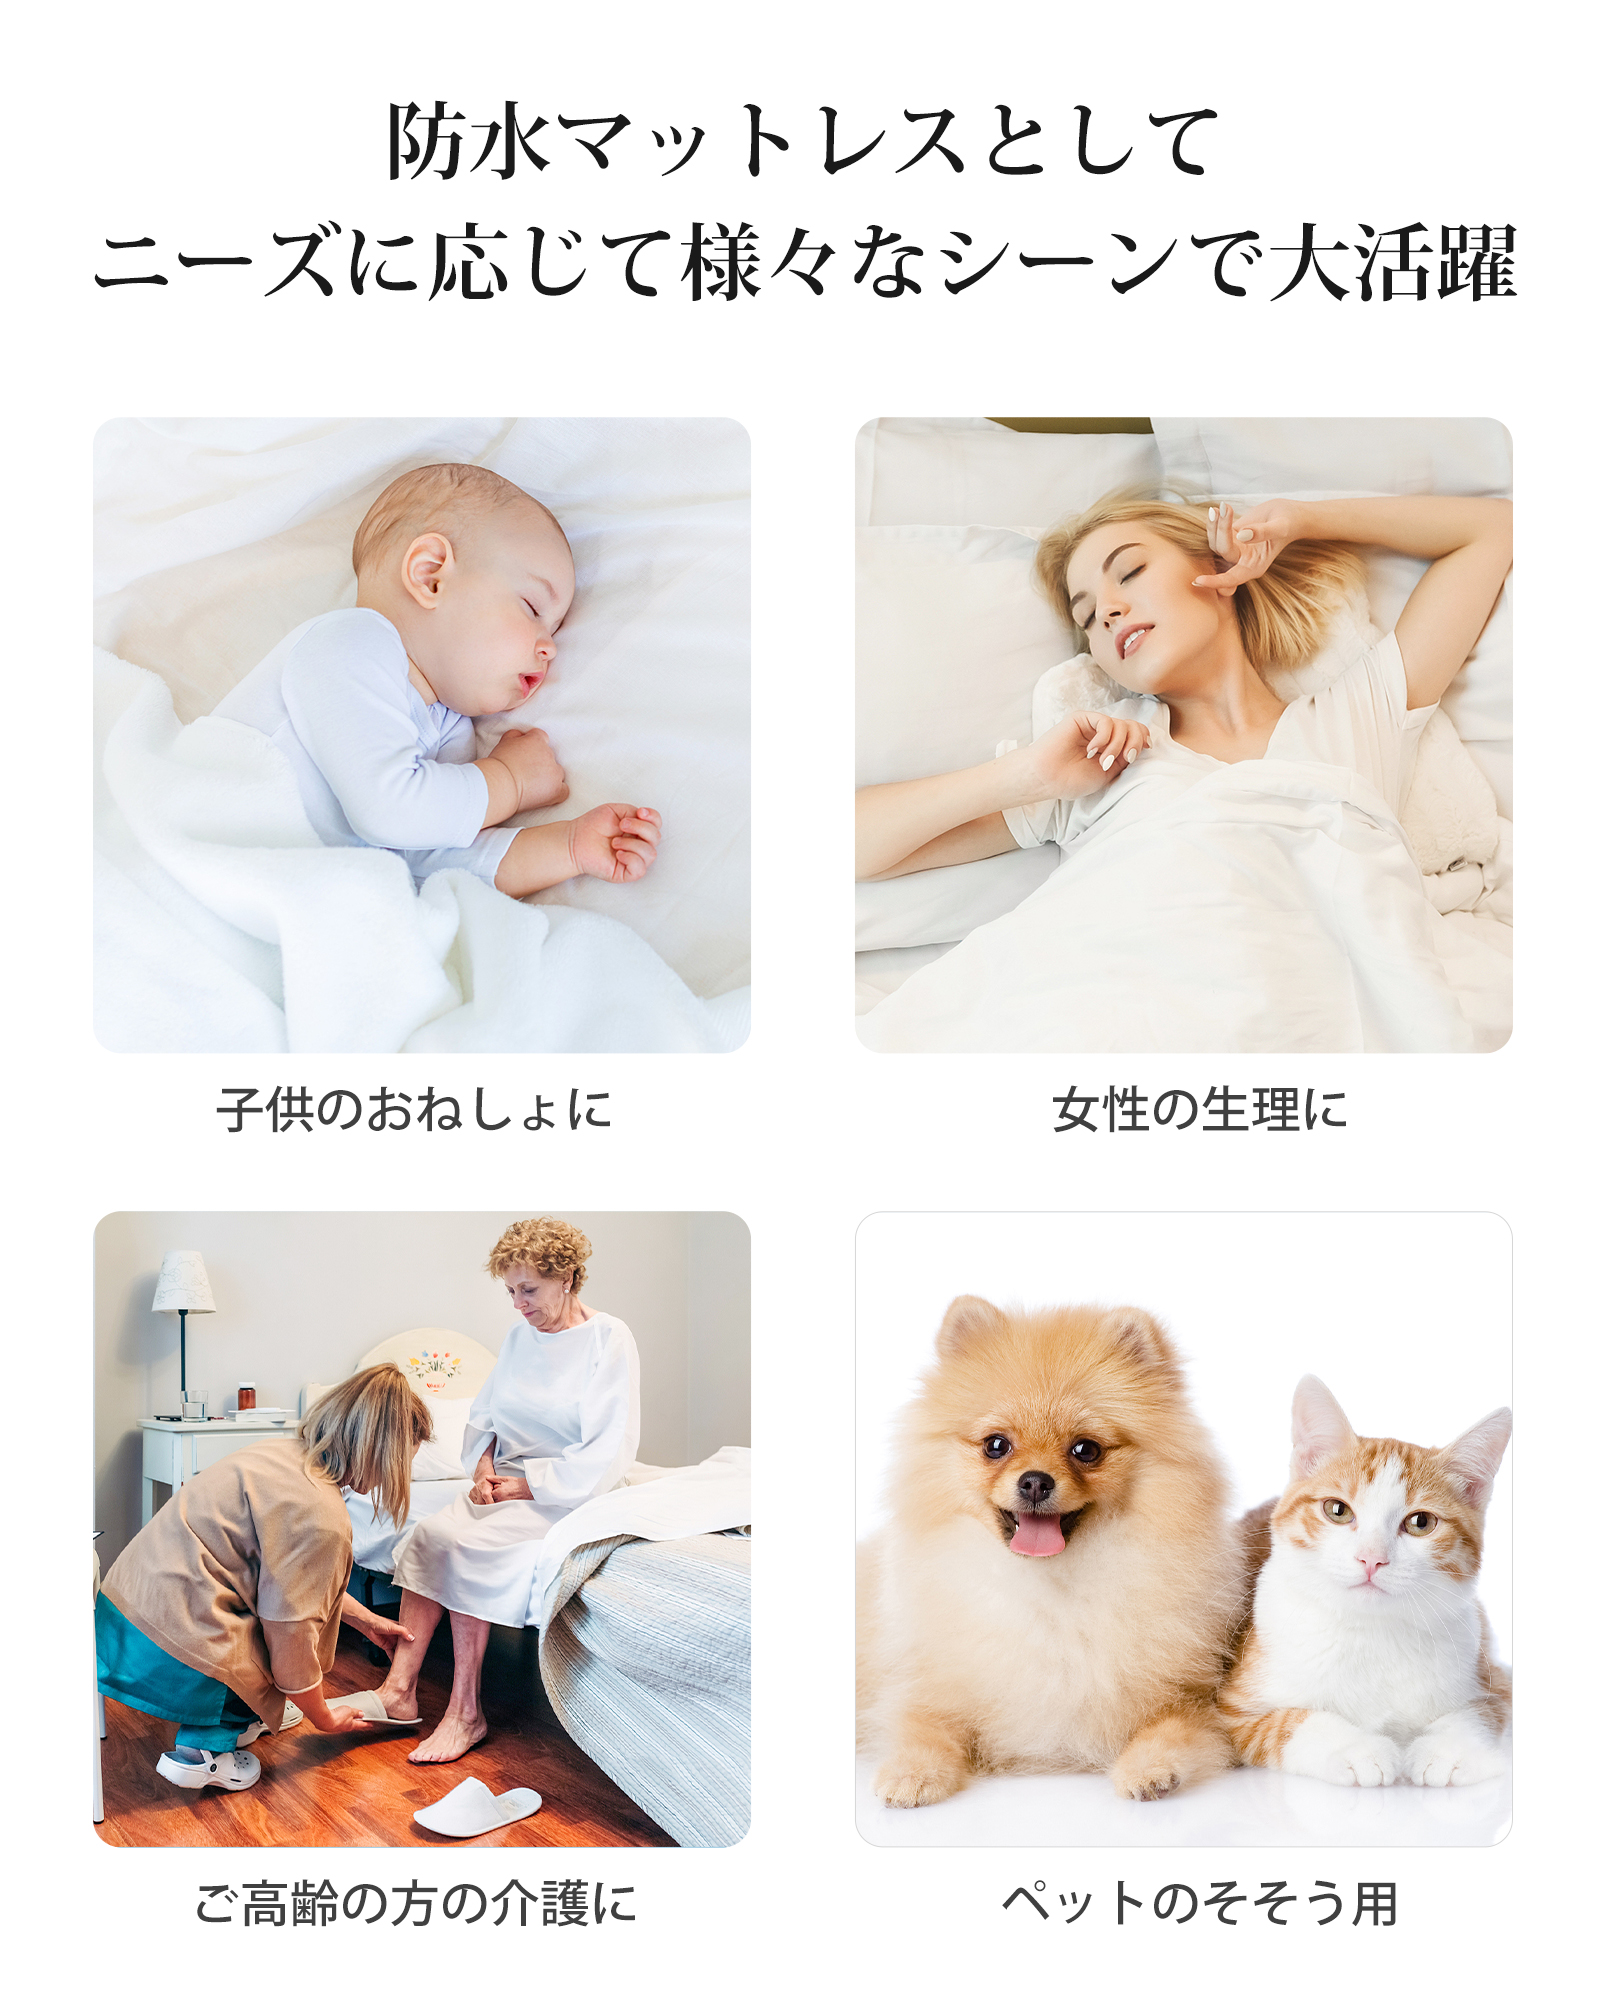 防水マットレスとして
ニーズに応じて様々なシーンで大活躍
子供のおねしょに
女性の生理に
ご高齢の方の介護に
ペットのそそう用